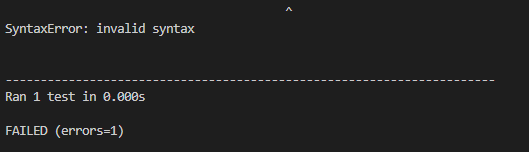 ^
SyntaxError: invalid syntax
----------------------------------------------------------------------
Ran 1 test in 0.000s
FAILED (errors=1)